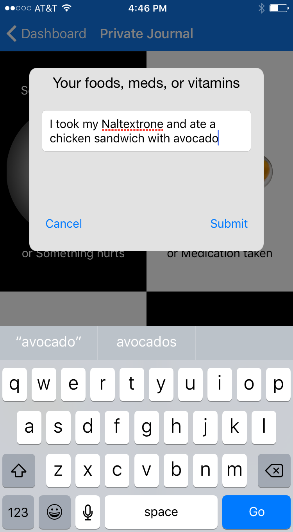 AT&T 4:46 PM
Dashboard Private Journal
Your foods, meds, or vitamins
I took my Naltextrone and ate a
chicken sandwich with avocado
Cancel Submit
or Something hurts or Medication taken
"avocado" avocados
q w e r t y u i o p
a s d f g h j k l
z x c v b n m
123 space Go